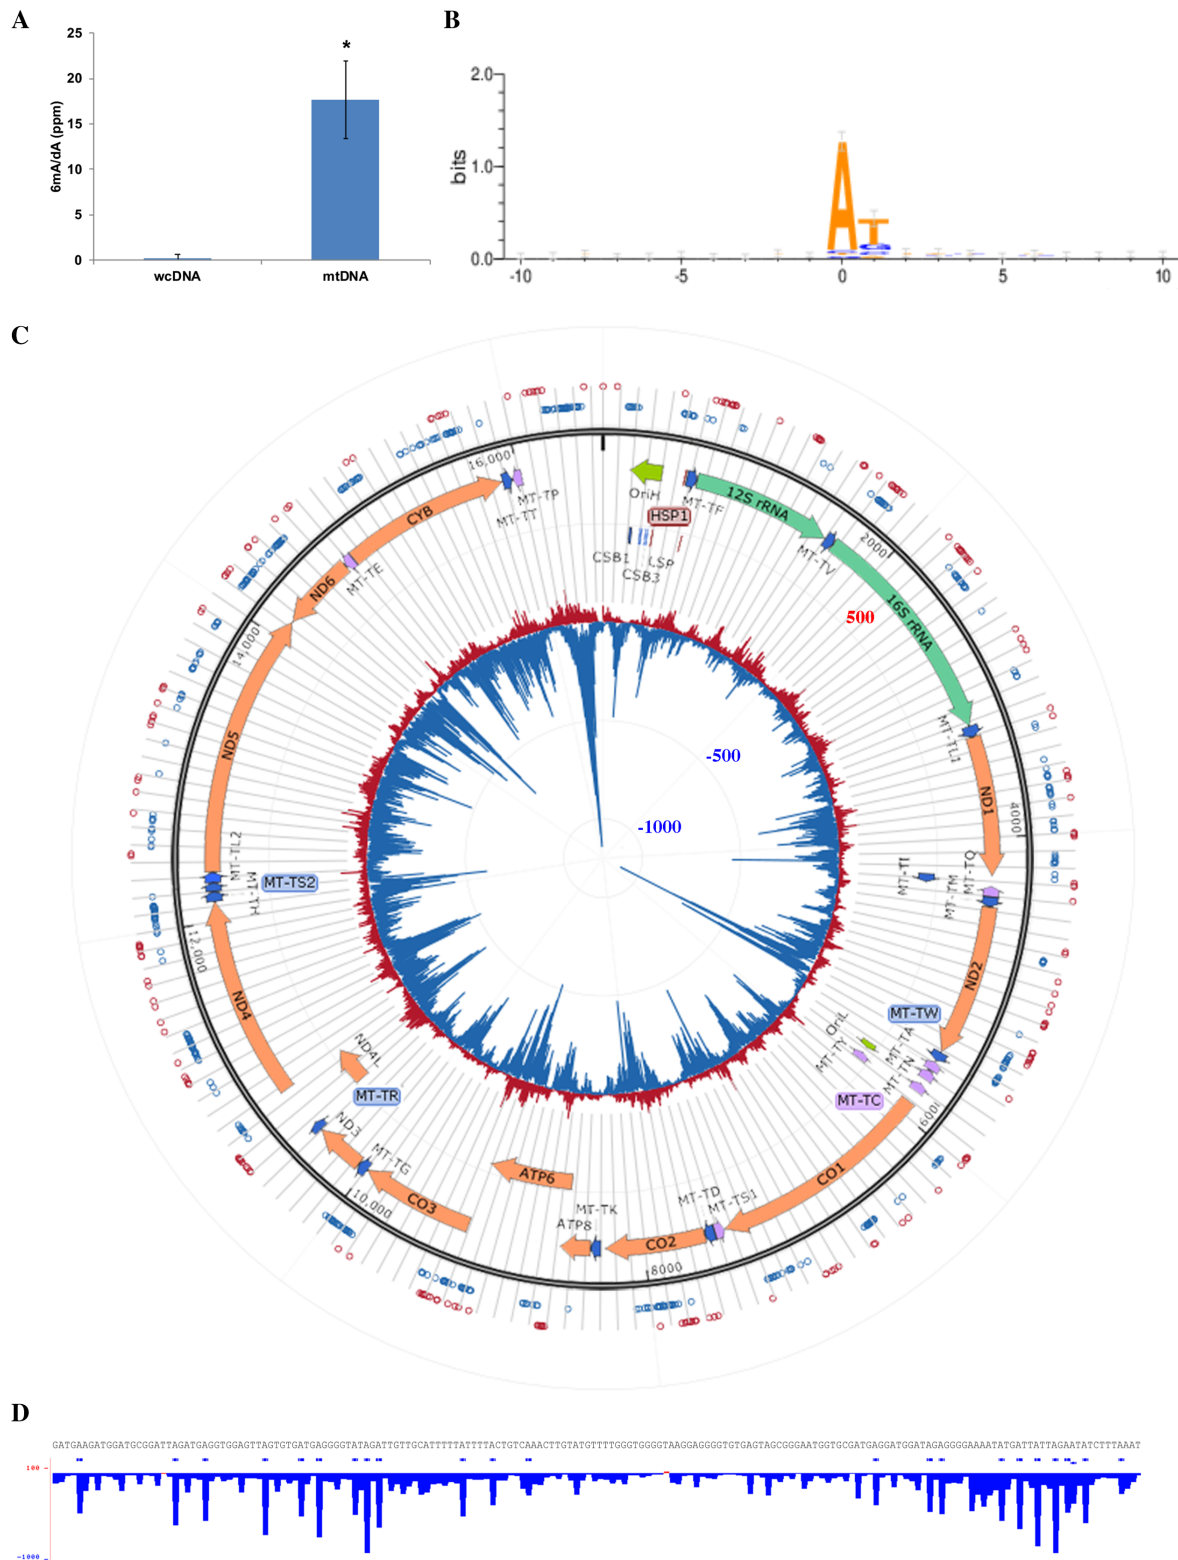 A
B
25
20
15
10
5
0
6mA/dA (ppm)
*
wcDNA
mtDNA
2.0
1.0
0.0
bits
A
T
-10
-5
0
5
10
C
16,000
MT-TP
MT-TT
CYB
MT-TE
ND6
14,000
ND5
OriH
HSP1
MT-TF
12S rRNA
CSB1
LSP
CSB3
MT-TV
2000
16S rRNA
500
MT-TL1
ND1
4000
-500
-1000
MT-TL2
MT-TS2
MT-TH
12,000
ND4
MT-TI
MT-TQ
MT-TM
ND2
MT-TW
OriL
MT-TA
MT-TY
MT-TN
MT-TC
6000
CO1
ND4L
MT-TR
ND3
MT-TG
10,000
CO3
ATP6
MT-TK
ATP8
MT-TD
MT-TS1
CO2
8000
D
GATGAAGATGGATGCGGATTAGATGAGGTGGAGTTAGTGTGATGAGGGGTATAGATTGTTGCATTTTTATTTTACTGTCAAACTTGTATGTTTTGGGTGGGGTAAGGAGGGGTGTGAGTAGCGGGAATGGTGCGATGAGGATGGATAGAGGGGAAAATATGATTATTAGAATATCTTTAAAT
100
-1000